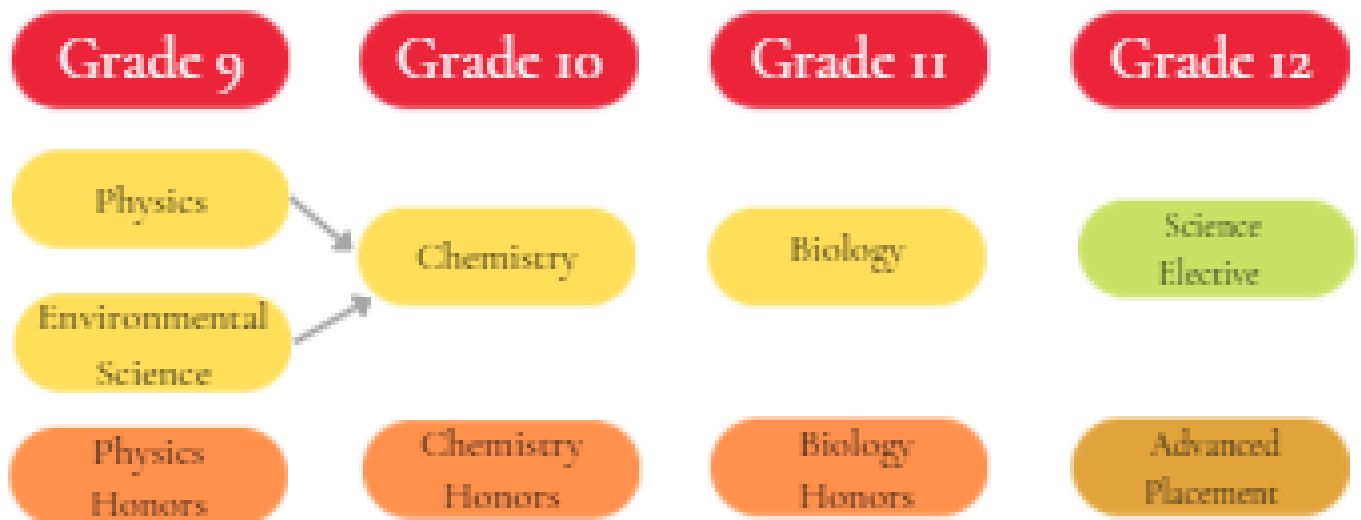 Grade 9
Grade 10
Grade 11
Grade 12
Physics
Chemistry
Biology
Science
Elective
Environmental
Science
Physics
Honors
Chemistry
Honors
Biology
Honors
Advanced
Placement